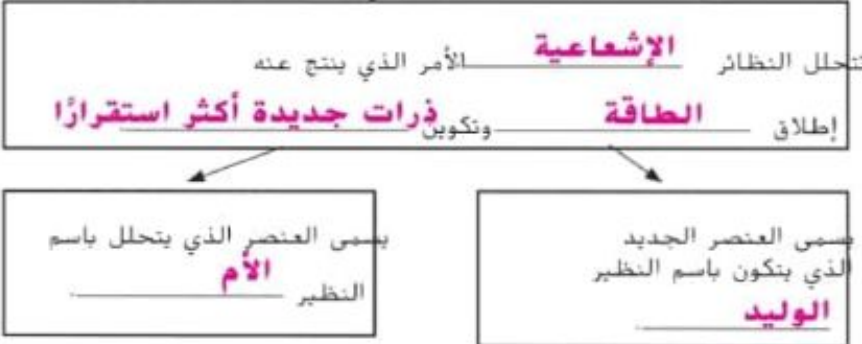 تتحلل النظائر الإشعاعية الأمر الذي ينتج عنه
إطلاق الطاقة وتكوين ذرات جديدة أكثر استقرارًا
يسمى العنصر الجديد
الذي يتكون باسم النظير
الوليد.
يسمى العنصر الذي يتحلل باسم
النظير الأم.